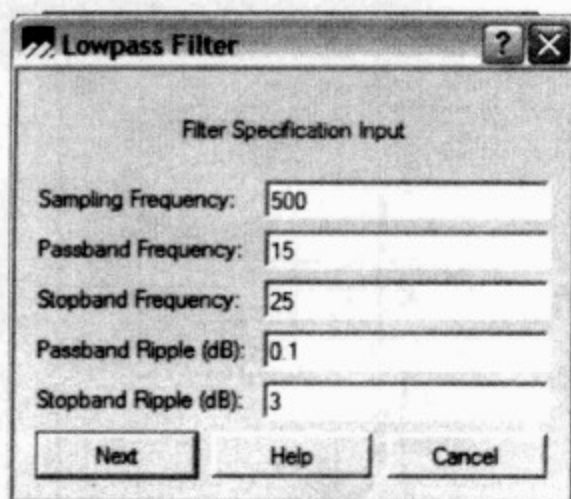 Lowpass Filter
Filter Specification Input
Sampling Frequency: 500
Passband Frequency: 15
Stopband Frequency: 25
Passband Ripple (dB): 0.1
Stopband Ripple (dB): 3
Next Help Cancel